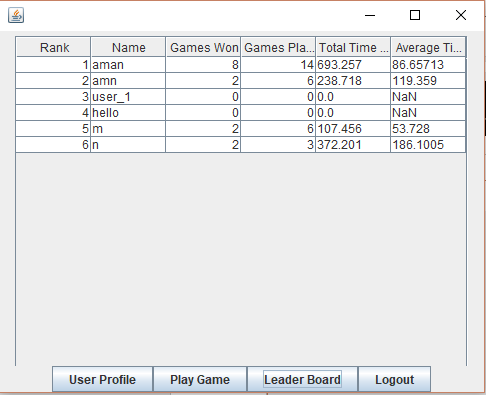 Rank Name Games Won Games Pla... Total Time ... Average Ti...
1 aman 8 14 693.257 86.65713
2 amn 2 6 238.718 119.359
3 user_1 0 0 0.0 NaN
4 hello 0 0 0.0 NaN
5 m 2 6 107.456 53.728
6 n 2 3 372.201 186.1005
User Profile Play Game Leader Board Logout